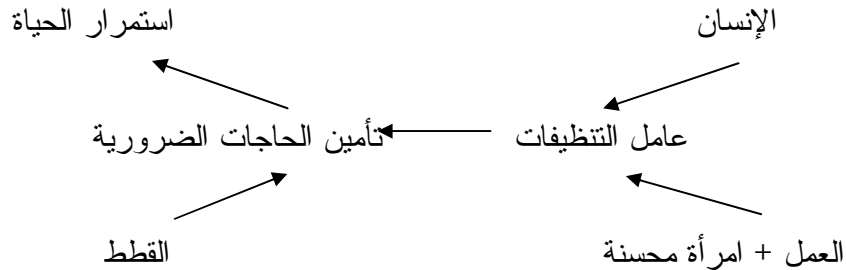 الإنسان استمرار الحياة
عامل التنظيفات تأمين الحاجات الضرورية
العمل + امرأة محسنة القطط